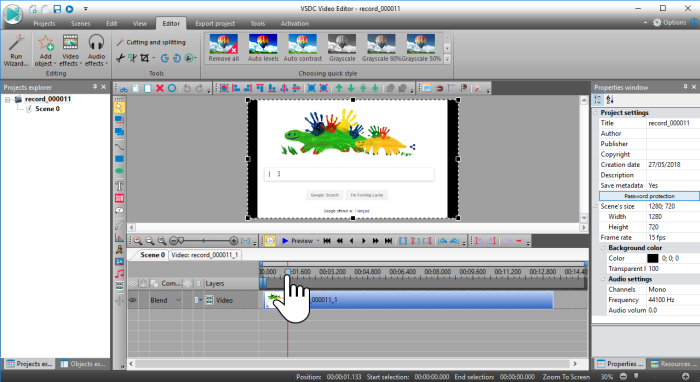 VSDC Video Editor - record_000011
Projects Scenes Edit View Editor Export project Tools Activation Options
Run Wizard...
Add object
Video effects
Audio effects
Editing
Cutting and splitting
Tools
Remove all Auto levels Auto contrast Grayscale Grayscale 80% Grayscale 50%
Choosing quick style
Projects explorer
record_000011
Scene 0
Google Search I'm Feeling Lucky
Google offered in:
Properties window
Project settings
Title record_000011
Author
Publisher
Copyright
Creation date 27/05/2018
Description
Save metadata Yes
Password protection
Scene's size 1280; 720
Width 1280
Height 720
Frame rate 15 fps
Background color
Color 0; 0; 0
Transparent l 100
Audio settings
Channels Mono
Frequency 44100 Hz
Audio volum 0.0
Preview
Scene 0 Video: record_000011_1
00.000 00:01.600 00:03.200 00:04.800 00:06.400 00:08.000 00:09.600 00:11.200 00:12.800 00:14.40
Com... Layers
Blend Video
000011_1
Projects ex... Objects ex... Properties ... Resources ...
Position: 00:00:01.133 Start selection: 00:00:00.000 End selection: 00:00:00.000 Zoom To Screen 30%